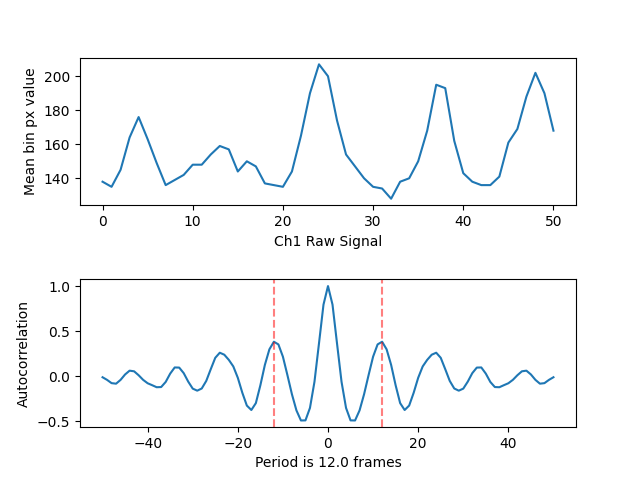 Mean bin px value
200
180
160
140
0 10 20 30 40 50
Ch1 Raw Signal
Autocorrelation
1.0
0.5
0.0
−0.5
−40 −20 0 20 40
Period is 12.0 frames